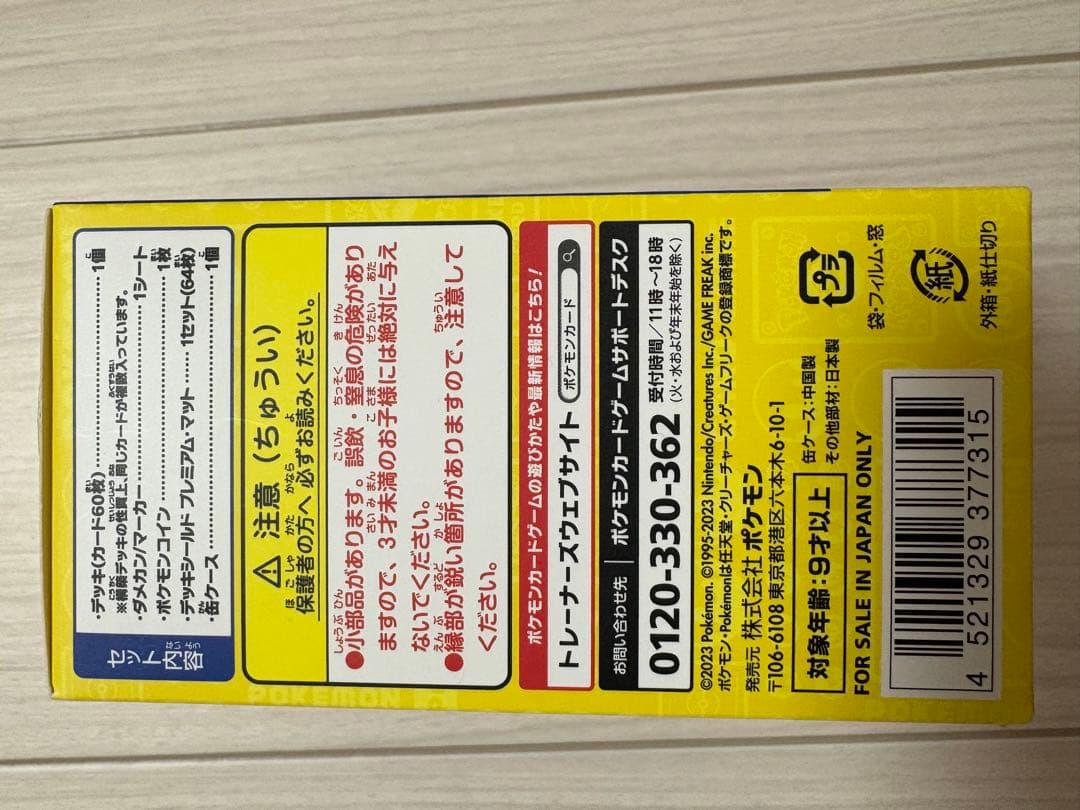 セット内容
・デッキ(カード60枚)………………1個
※構築デッキの性質上、同じカードが複数入っています。
・ダメカン/マーカー………………1シート
・ポケモンコイン………………1枚
・デッキシールド プレミアム・マット……1セット(64枚)
・缶ケース………………1個
注意(ちゅうい)
保護者の方へ 必ずお読みください。
●小部品があります。誤飲・窒息の危険があり
ますので、3才未満のお子様には絶対に与え
ないでください。
●縁部が鋭い箇所がありますので、注意して
ください。
ポケモンカードゲームの遊びかたや最新情報はこちら!
トレーナーズウェブサイト ポケモンカード
お問い合わせ先 ポケモンカードゲームサポートデスク
0120-330-362 受付時間/11時〜18時
(火・水および年末年始を除く)
©2023 Pokémon. ©1995-2023 Nintendo/Creatures Inc./GAME FREAK inc.
ポケモン・Pokémonは任天堂・クリーチャーズ・ゲームフリークの登録商標です。
発売元 株式会社ポケモン
〒106-6108 東京都港区六本木6-10-1
対象年齢:9才以上
缶ケース:中国製
その他部材:日本製
FOR SALE IN JAPAN ONLY
4 521329 377315
プラ
袋・フィルム・窓
紙
外箱・紙仕切り
POKÉMON